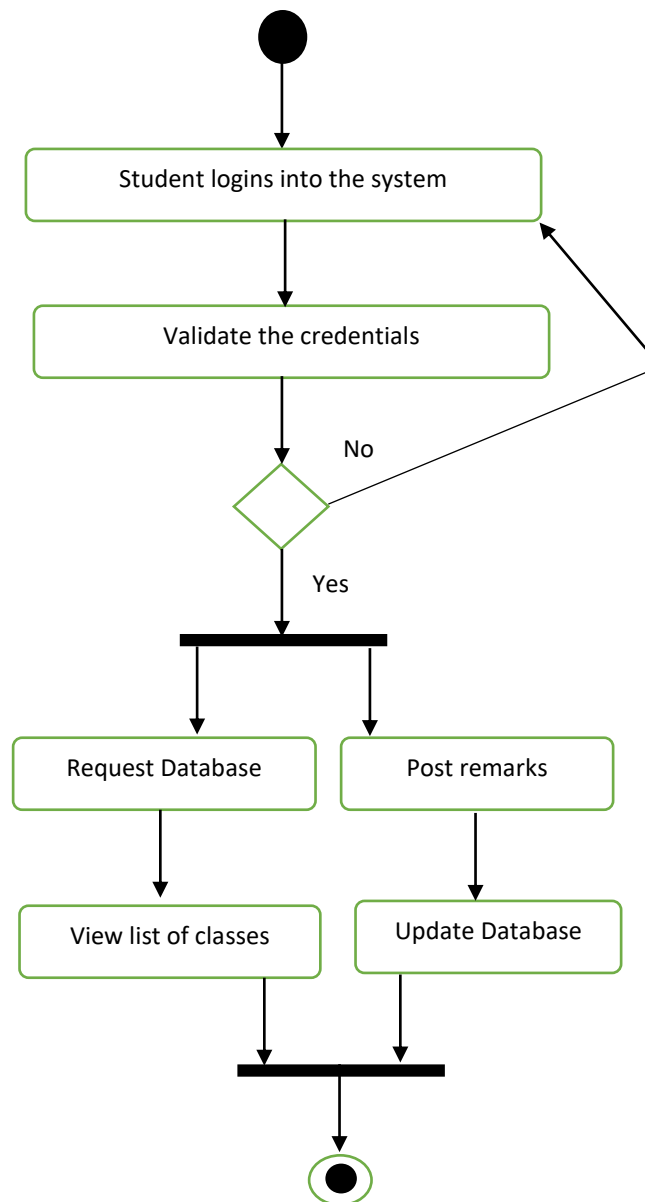 Student logins into the system
Validate the credentials
No
Yes
Request Database
Post remarks
View list of classes
Update Database